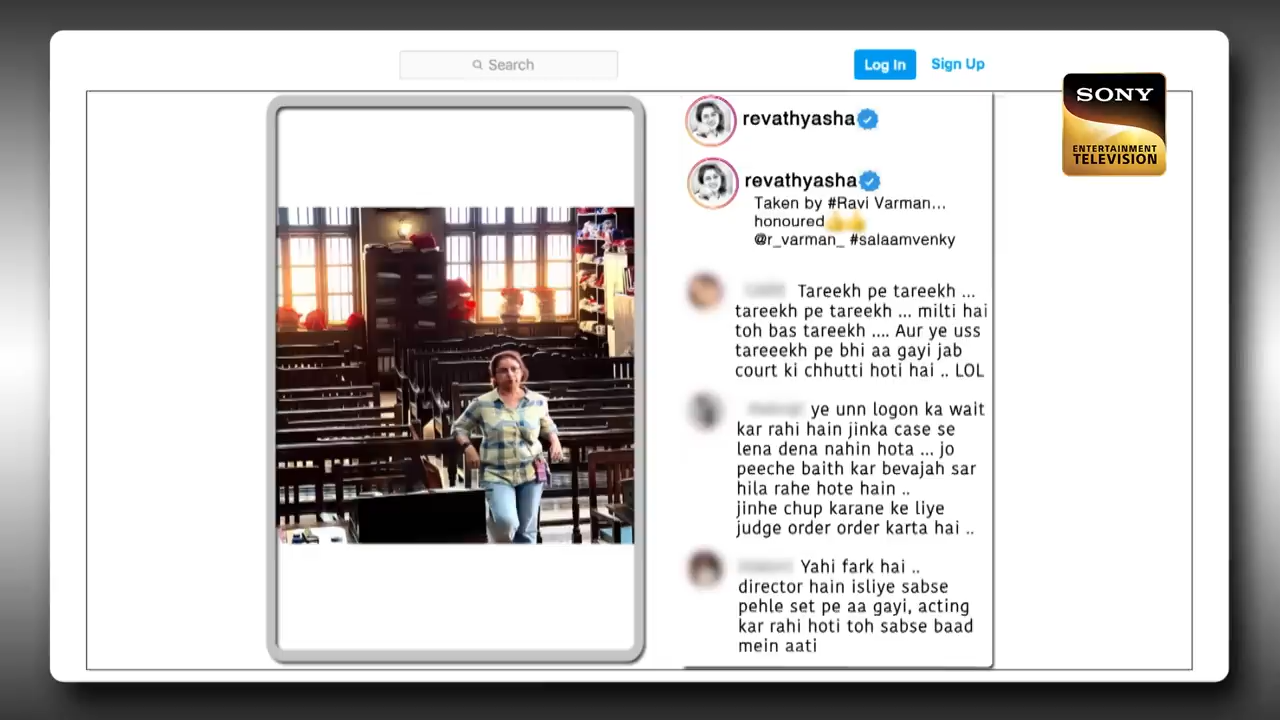 Search
Log In
Sign Up
SONY
ENTERTAINMENT
TELEVISION
revathyasha
revathyasha
Taken by #Ravi Varman...
honoured👍👍
@r_varman_ #salaamvenky
Tareekh pe tareekh ...
tareekh pe tareekh ... milti hai
toh bas tareekh .... Aur ye uss
tareeekh pe bhi aa gayi jab
court ki chhutti hoti hai .. LOL
ye unn logon ka wait
kar rahi hain jinka case se
lena dena nahin hota ... jo
peeche baith kar bevajah sar
hila rahe hote hain ..
jinhe chup karane ke liye
judge order order karta hai ..
Yahi fark hai ..
director hain isliye sabse
pehle set pe aa gayi, acting
kar rahi hoti toh sabse baad
mein aati